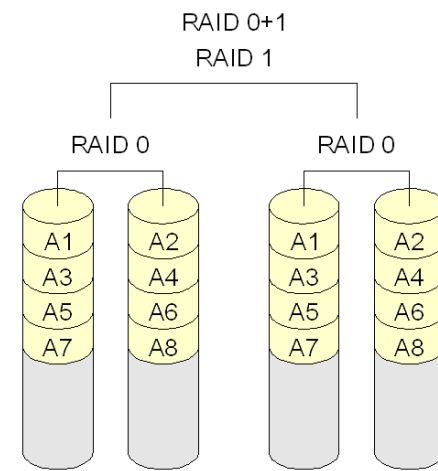 RAID 0+1
RAID 1
RAID 0 RAID 0
A1 A2 A1 A2
A3 A4 A3 A4
A5 A6 A5 A6
A7 A8 A7 A8